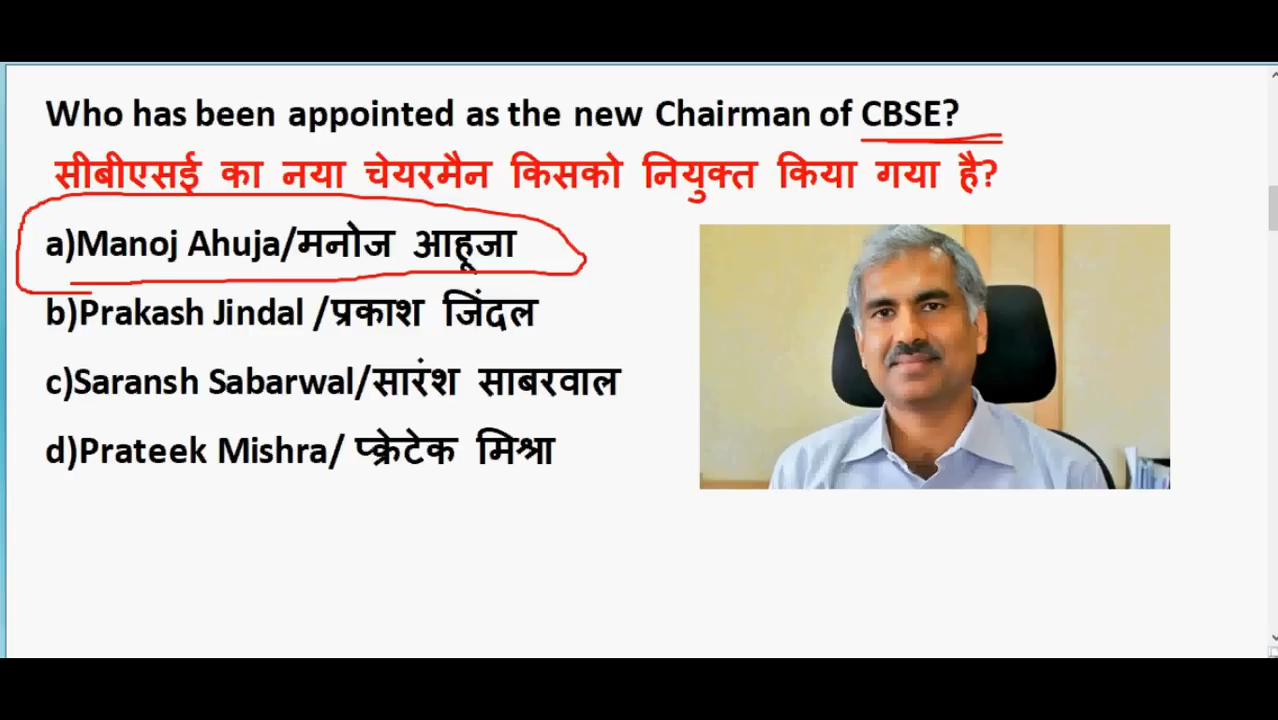 Who has been appointed as the new Chairman of CBSE?
सीबीएसई का नया चेयरमैन किसको नियुक्त किया गया है?
a)Manoj Ahuja/मनोज आहूजा
b)Prakash Jindal /प्रकाश जिंदल
c)Saransh Sabarwal/सारंश साबरवाल
d)Prateek Mishra/ प्क्रेटेक मिश्रा